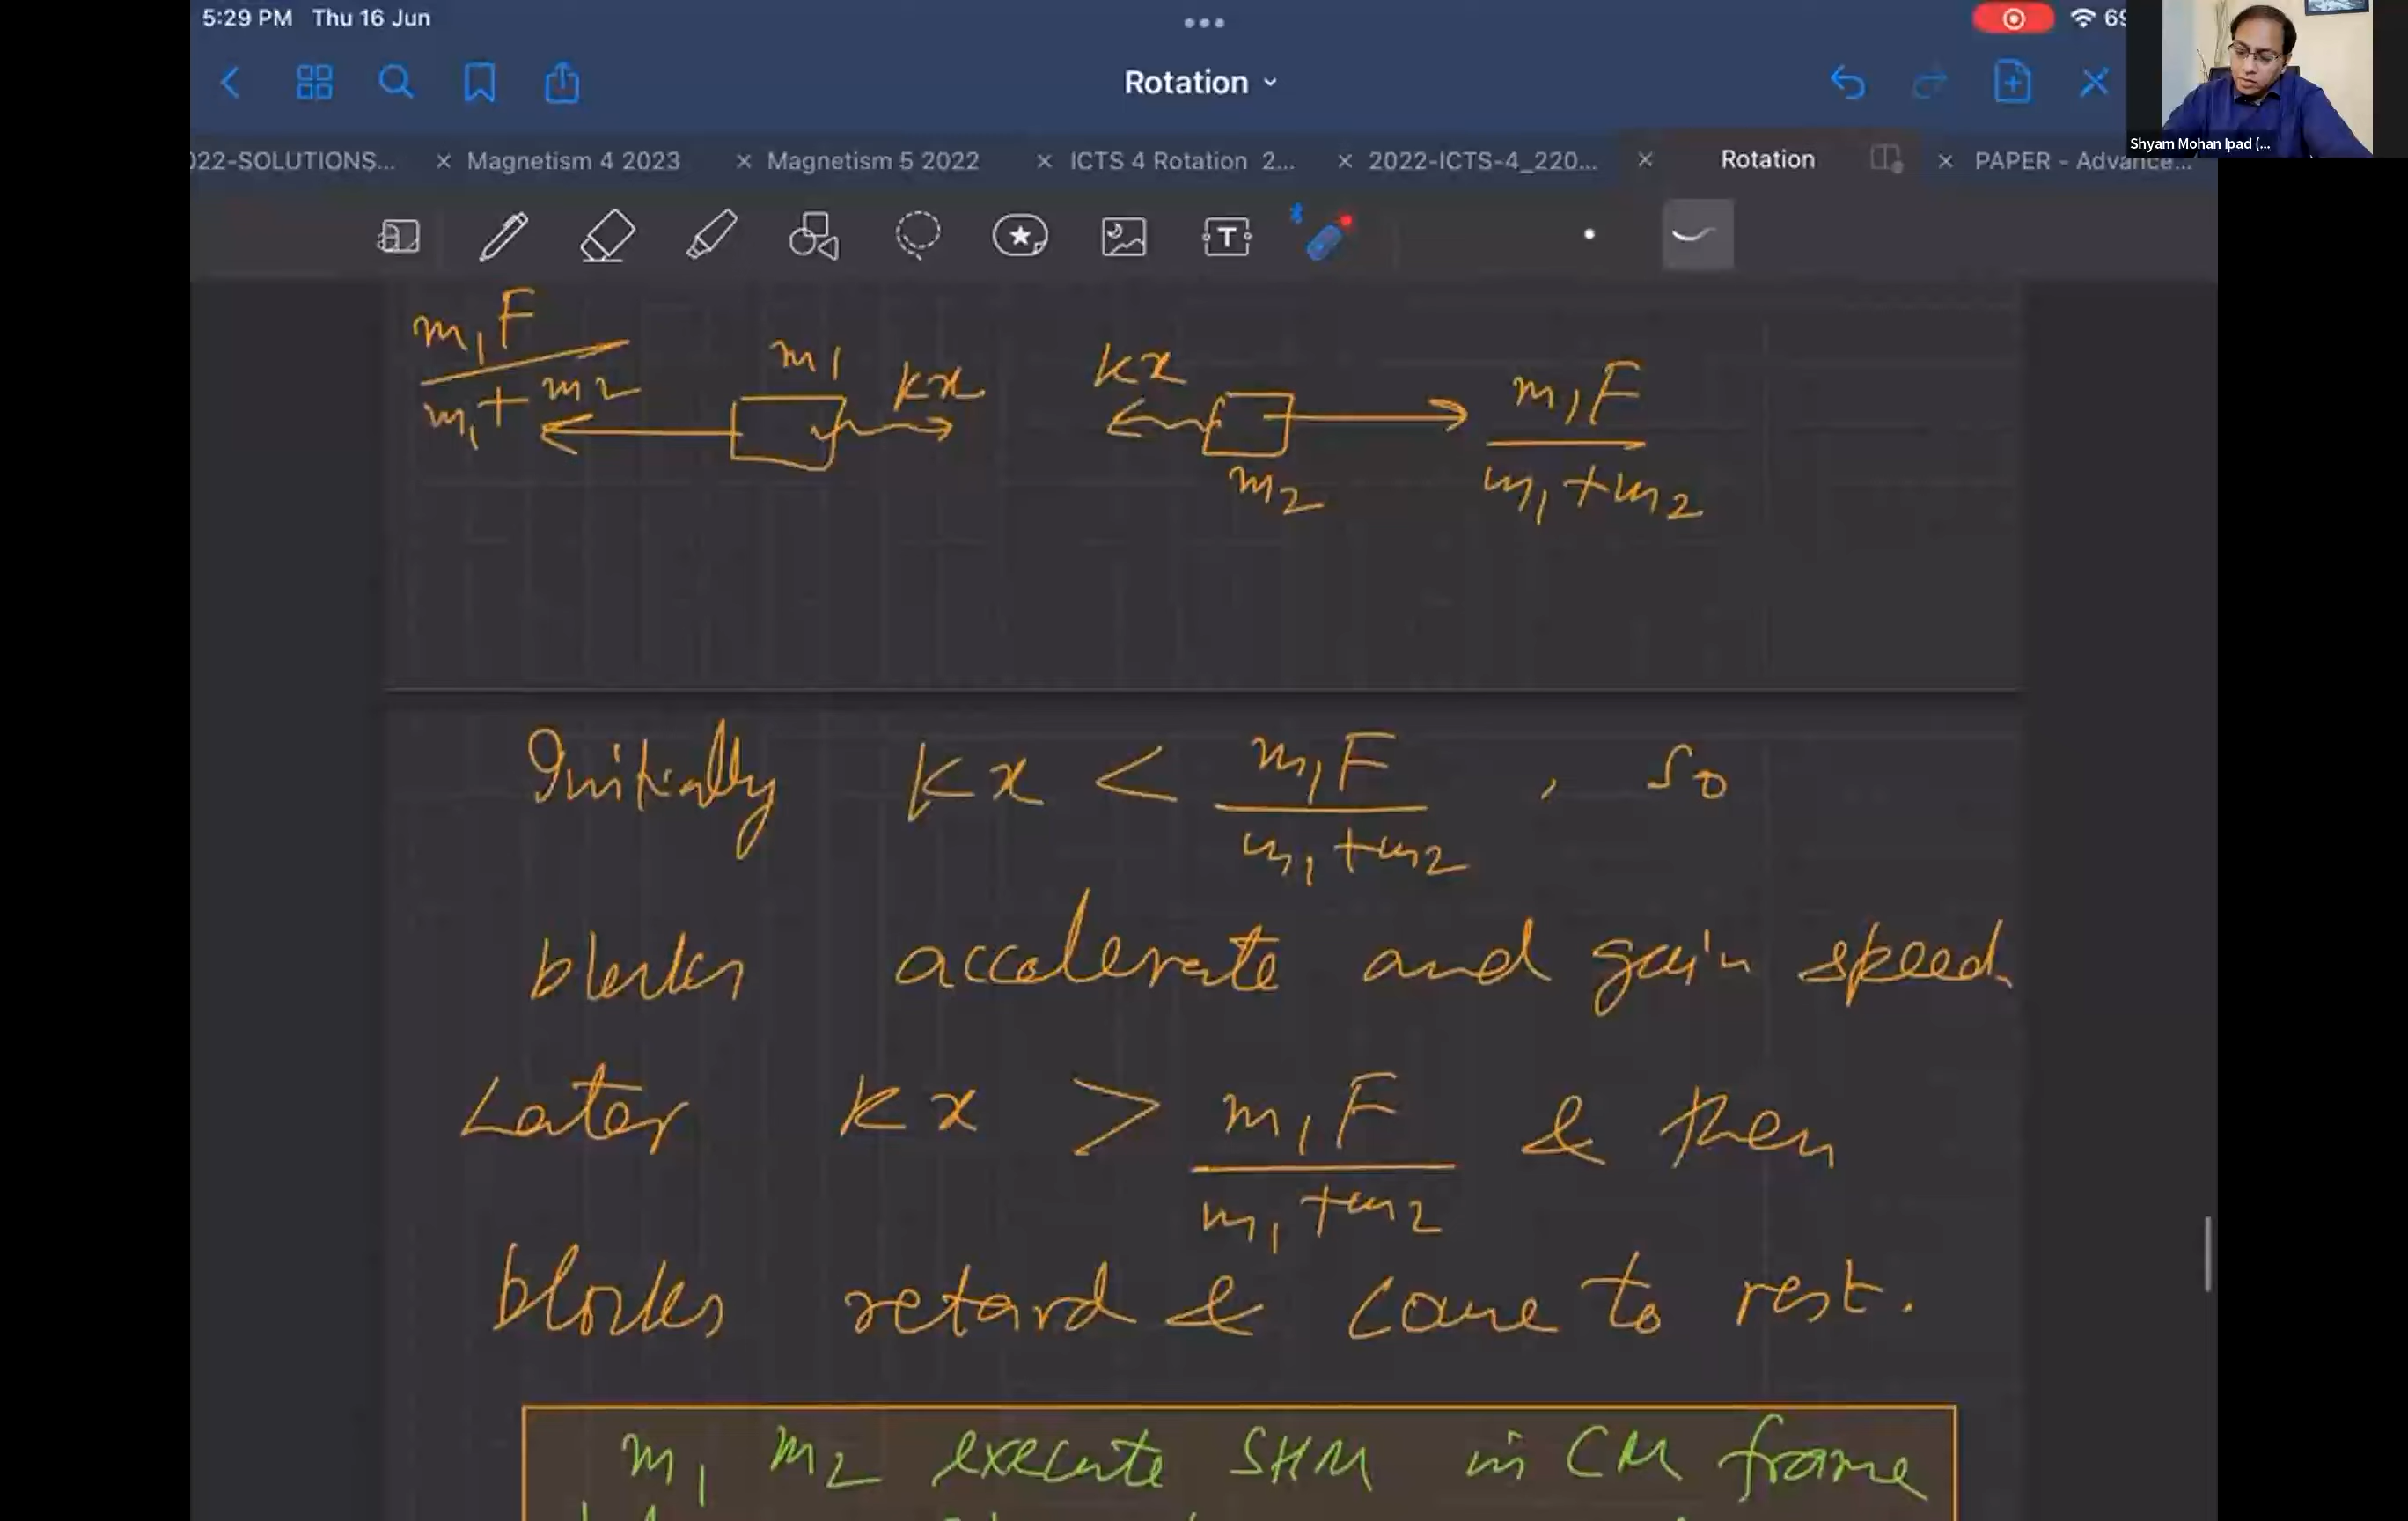 5:29 PM Thu 16 Jun
Rotation
Shyam Mohan Ipad (...
022-SOLUTIONS... × Magnetism 4 2023 × Magnetism 5 2022 × ICTS 4 Rotation 2... × 2022-ICTS-4_220... × Rotation × PAPER - Advance...
m₁F/(m₁+m₂) m₁ kx kx m₂ m₁F/(m₁+m₂)
Initially kx < m₁F/(m₁+m₂) , so
blocks accelerate and gain speed.
Later kx > m₁F/(m₁+m₂) & then
blocks retard & come to rest.
m₁ m₂ execute SHM in CM frame